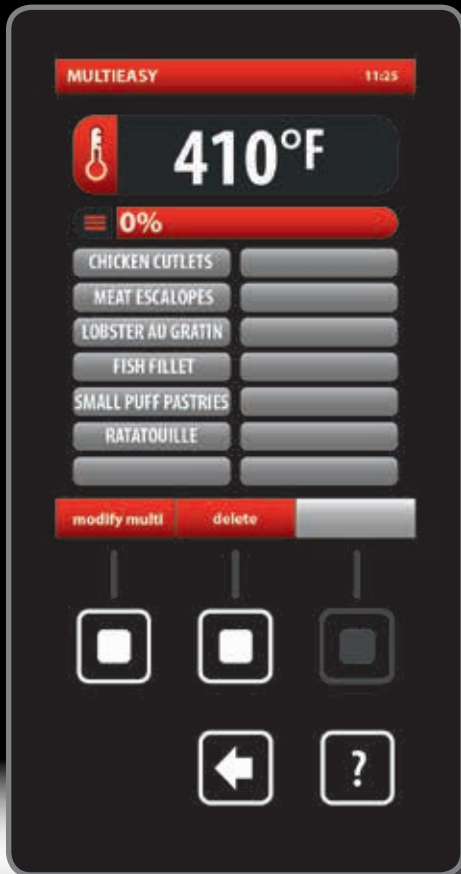 MULTIEASY 11:25
410°F
0%
CHICKEN CUTLETS
MEAT ESCALOPES
LOBSTER AU GRATIN
FISH FILLET
SMALL PUFF PASTRIES
RATATOUILLE
modify multi delete
?